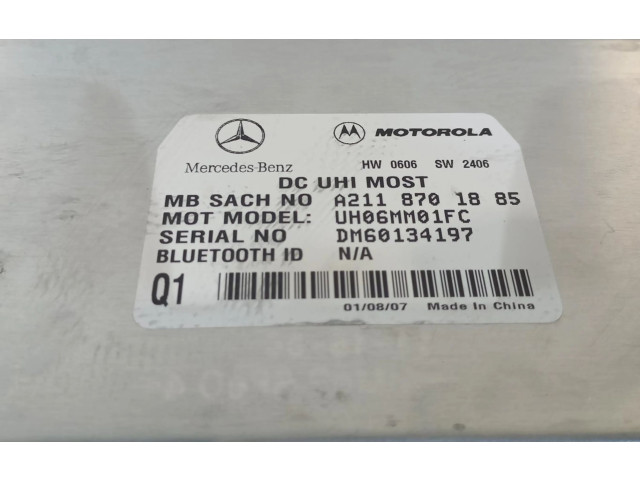 Mercedes-Benz
MOTOROLA
HW 0606 SW 2406
DC UHI MOST
MB SACH NO A211 870 18 85
MOT MODEL: UH06MM01FC
SERIAL NO DM60134197
BLUETOOTH ID N/A
Q1
01/08/07 Made In China